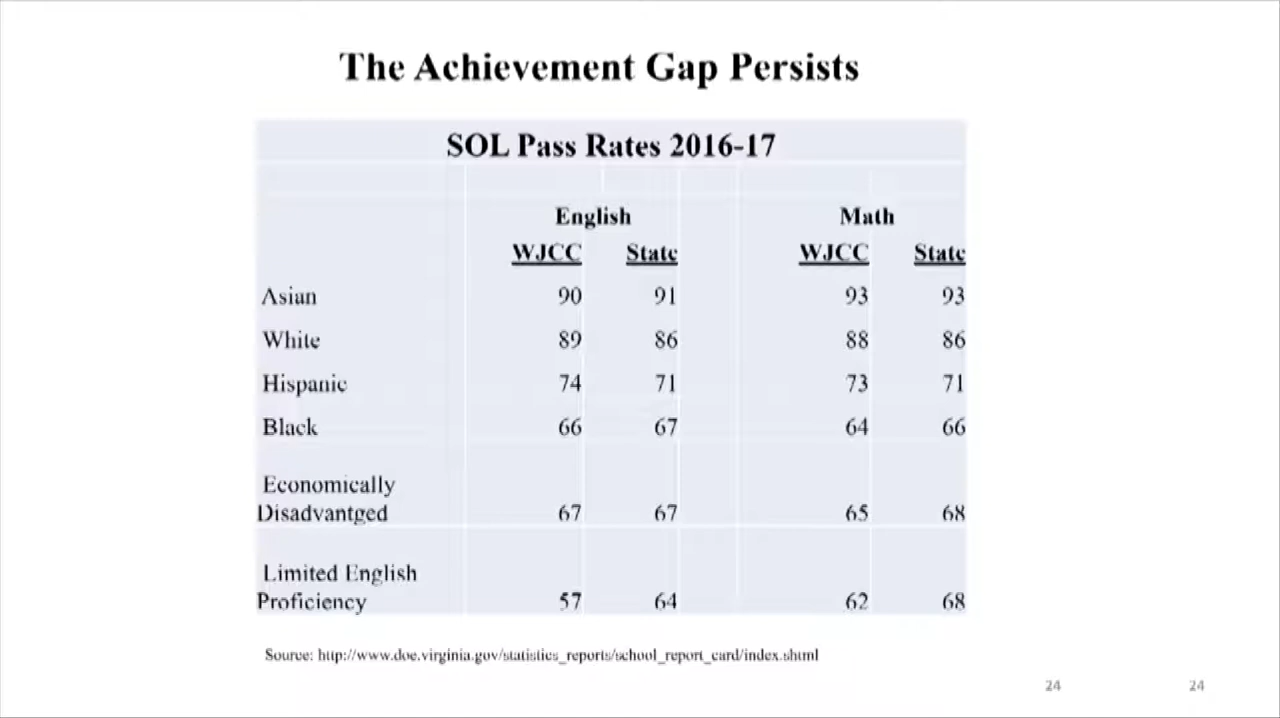 The Achievement Gap Persists
SOL Pass Rates 2016-17
English Math
WJCC State WJCC State
Asian 90 91 93 93
White 89 86 88 86
Hispanic 74 71 73 71
Black 66 67 64 66
Economically
Disadvantged 67 67 65 68
Limited English
Proficiency 57 64 62 68
Source: http://www.doe.virginia.gov/statistics_reports/school_report_card/index.shtml
24 24